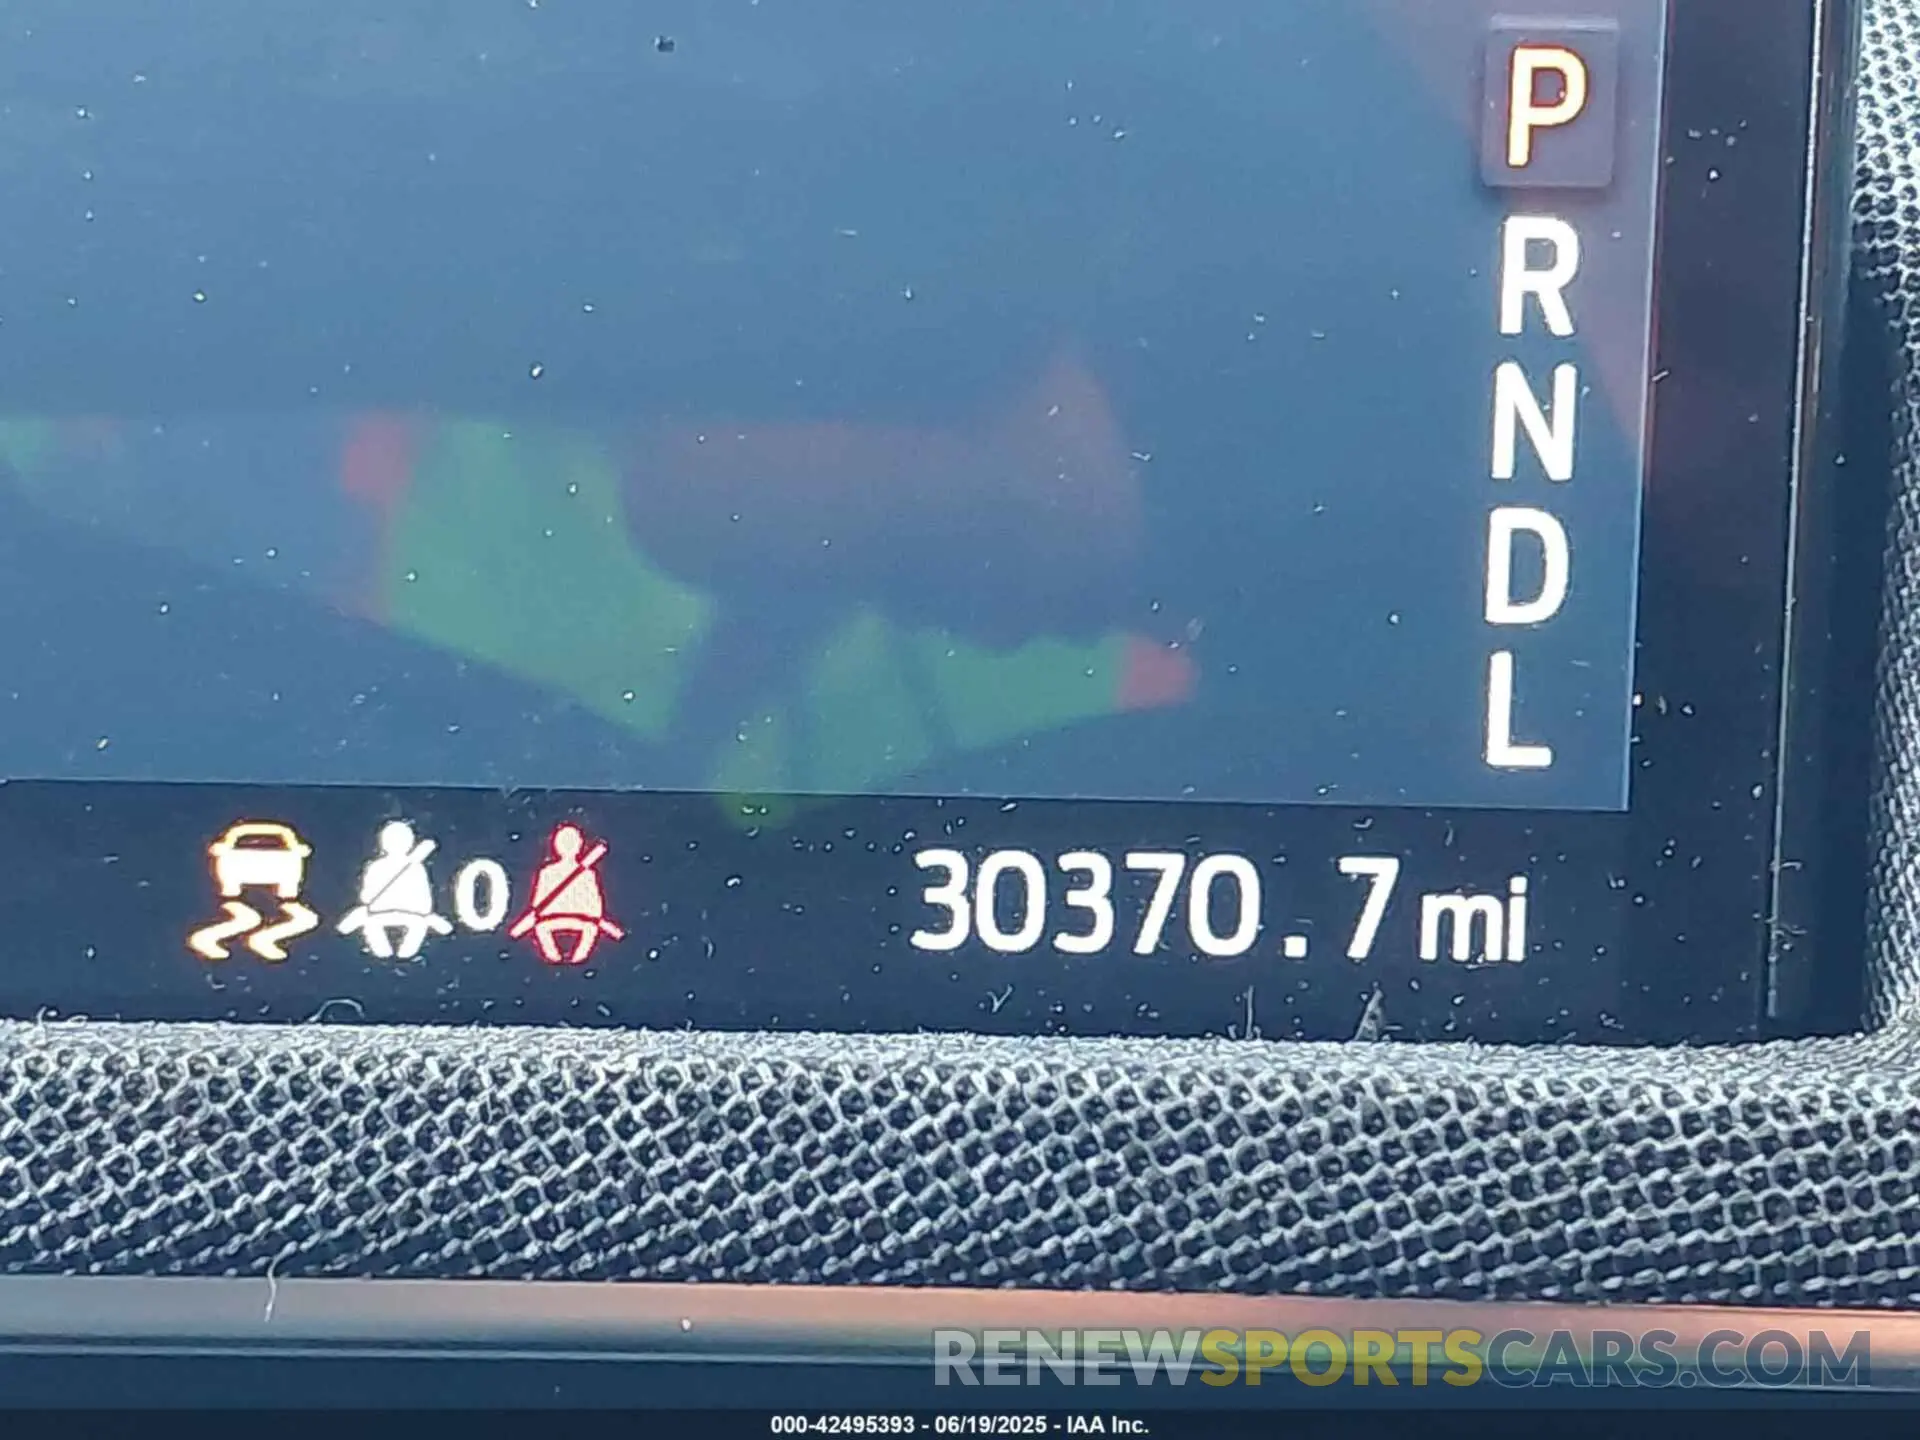 P
R
N
D
L
0
30370.7 mi
RENEWSPORTSCARS.COM
000-42495393 - 06/19/2025 - IAA Inc.